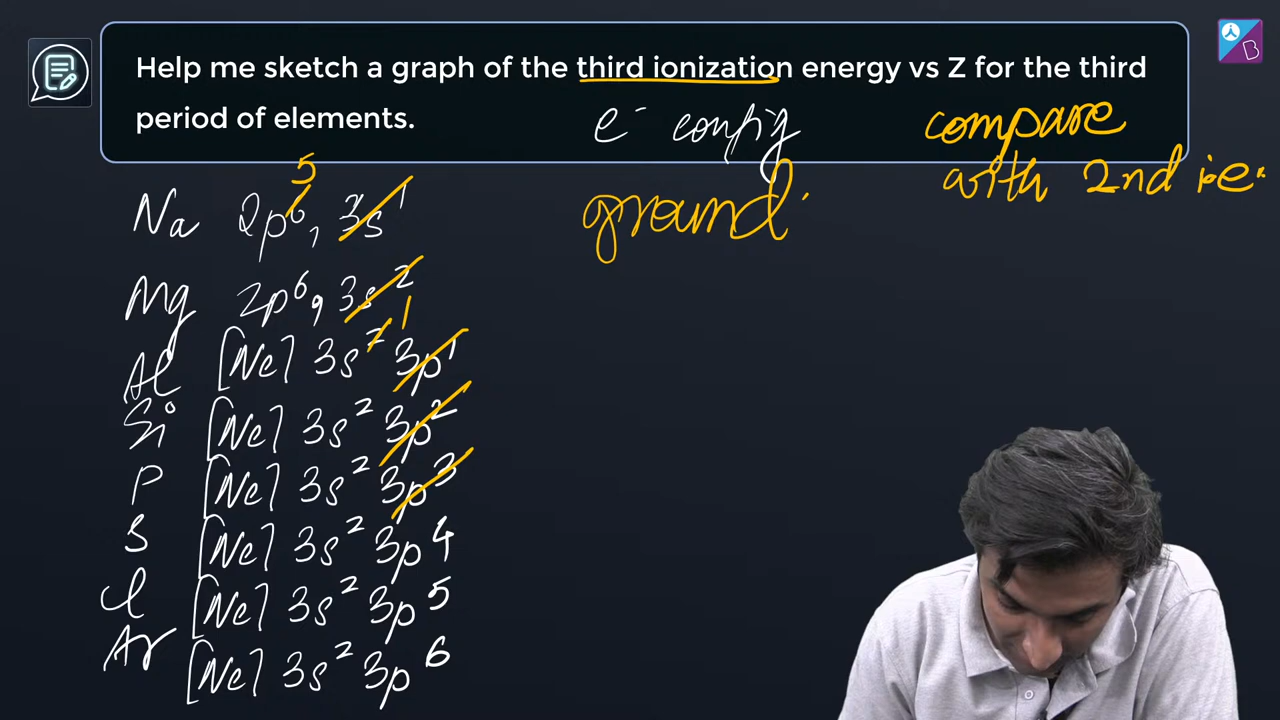 Help me sketch a graph of the third ionization energy vs Z for the third
period of elements.
e⁻ config
compare
with 2nd i.e.
ground
Na 2p⁶ 5, 3s¹
Mg 2p⁶, 3s²
Al [Ne] 3s² 1 3p¹
Si [Ne] 3s² 3p²
P [Ne] 3s² 3p³
S [Ne] 3s² 3p⁴
Cl [Ne] 3s² 3p⁵
Ar [Ne] 3s² 3p⁶
B